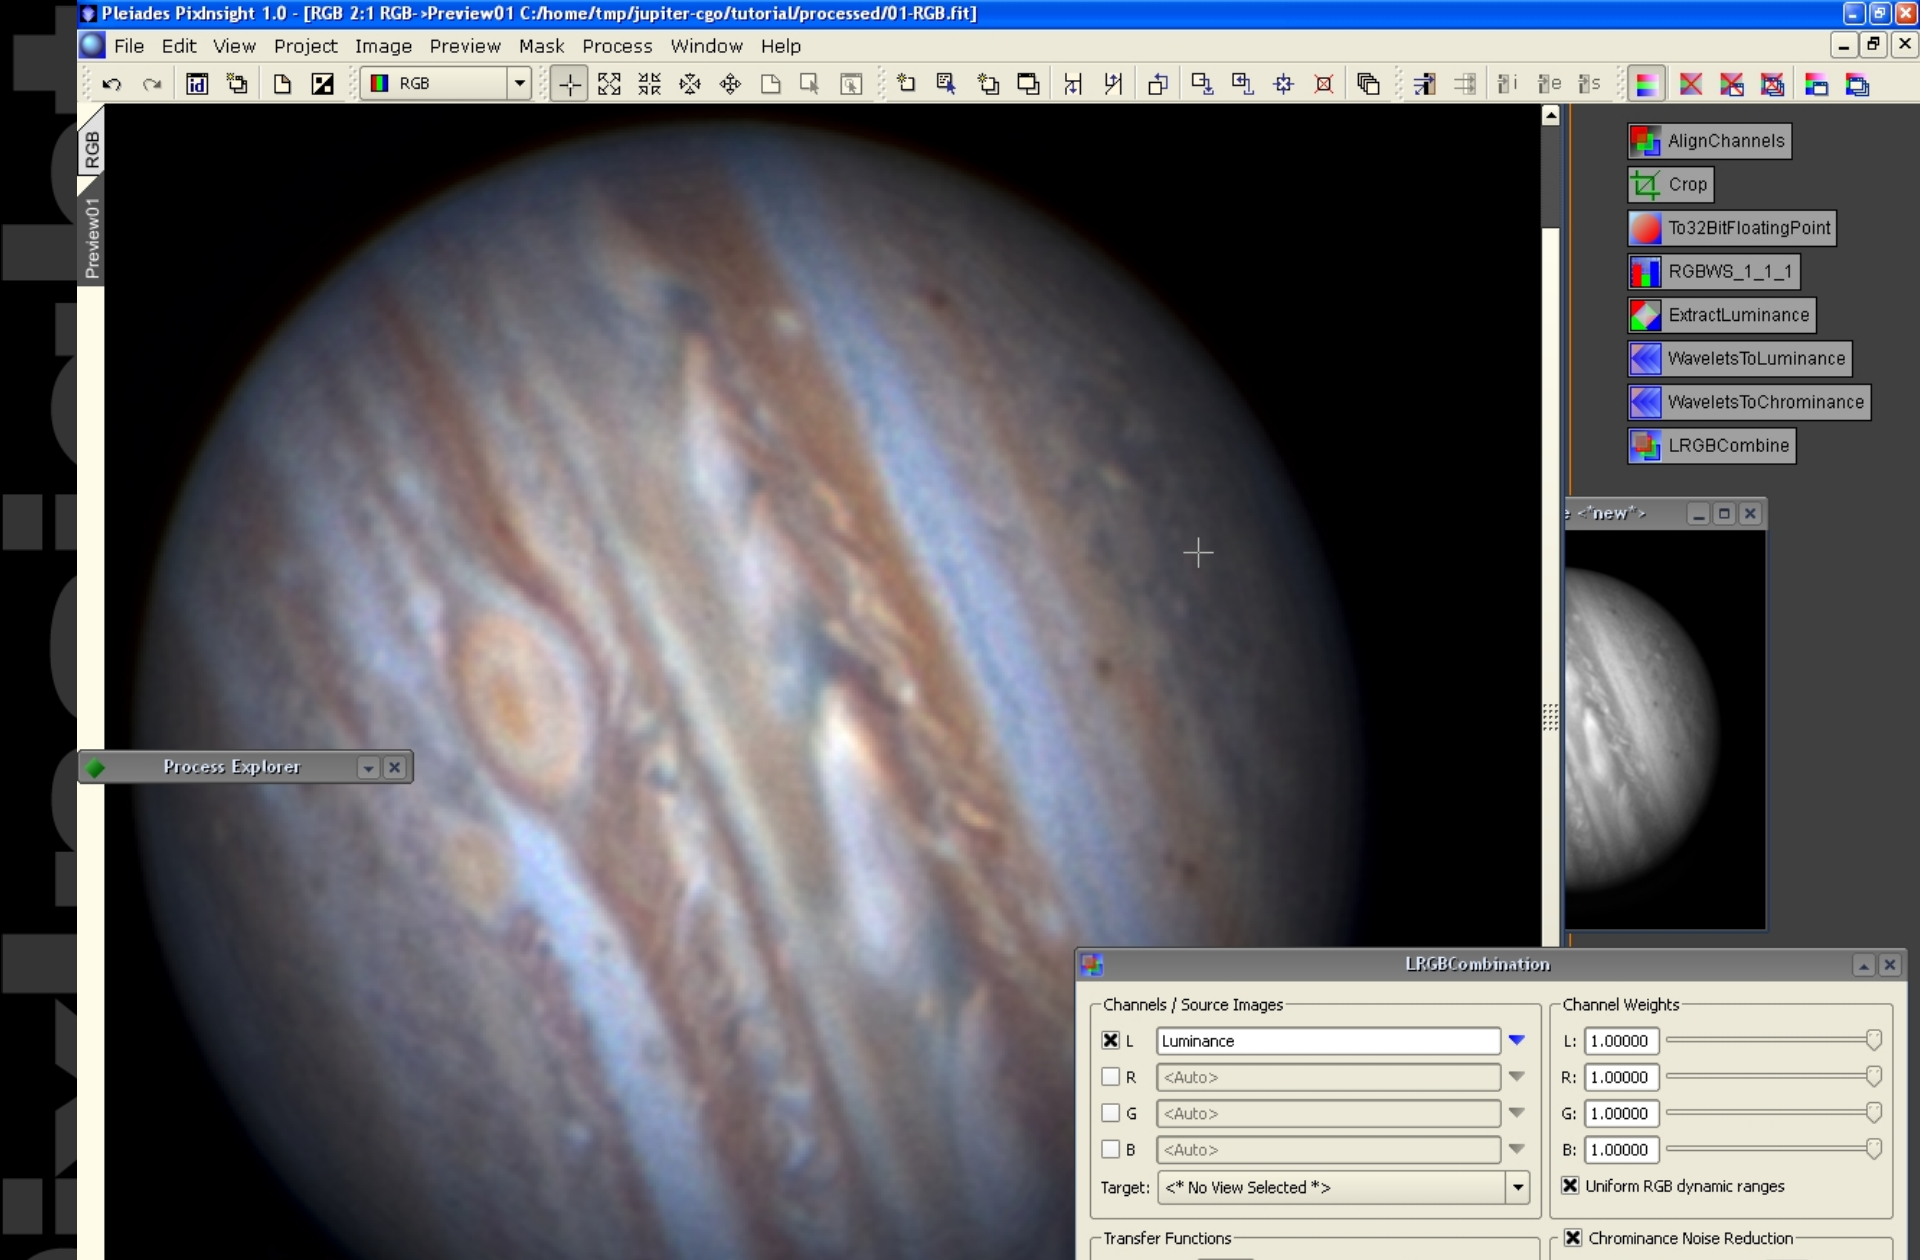 Pleiades PixInsight 1.0 - [RGB 2:1 RGB->Preview01 C:/home/tmp/jupiter-cgo/tutorial/processed/01-RGB.fit]
File Edit View Project Image Preview Mask Process Window Help
id RGB i e s
RGB
Preview01
AlignChannels
Crop
To32BitFloatingPoint
RGBWS_1_1_1
ExtractLuminance
WaveletsToLuminance
WaveletsToChrominance
LRGBCombine
<*new*>
Process Explorer
LRGBCombination
Channels / Source Images
L Luminance
R <Auto>
G <Auto>
B <Auto>
Target: <* No View Selected *>
Channel Weights
L: 1.00000
R: 1.00000
G: 1.00000
B: 1.00000
Uniform RGB dynamic ranges
Transfer Functions
Chrominance Noise Reduction